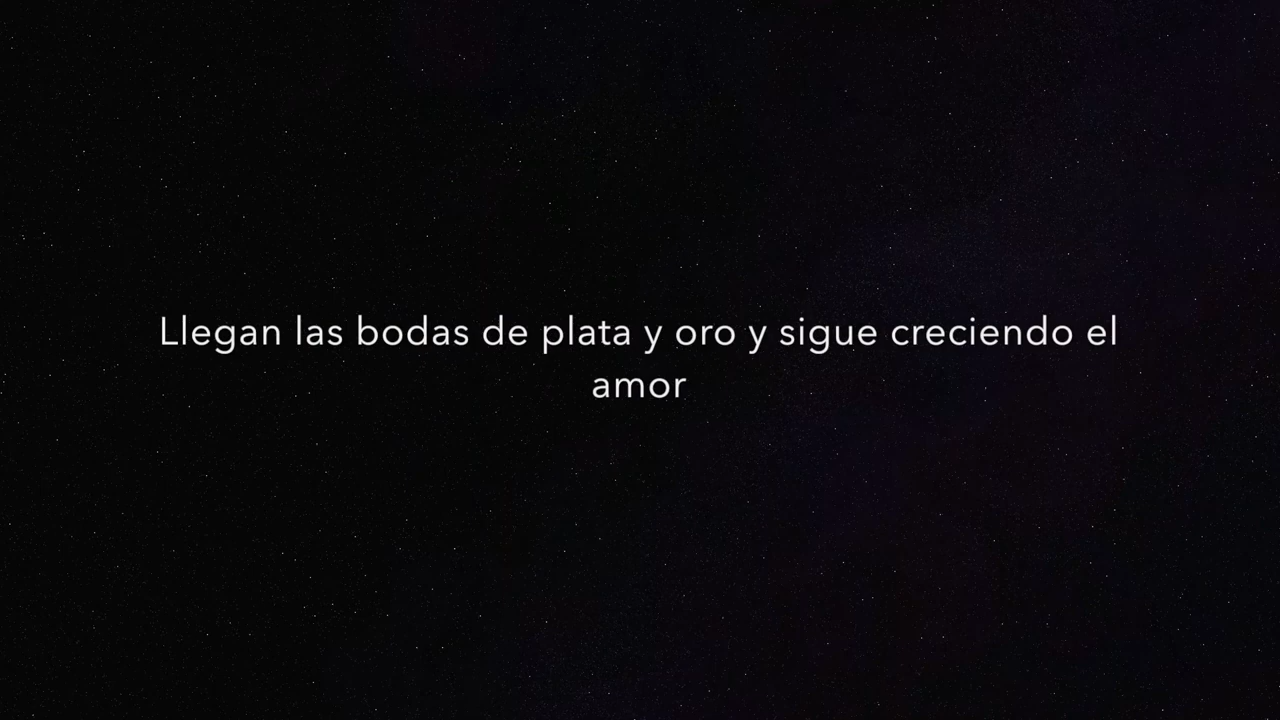 Llegan las bodas de plata y oro y sigue creciendo el
amor